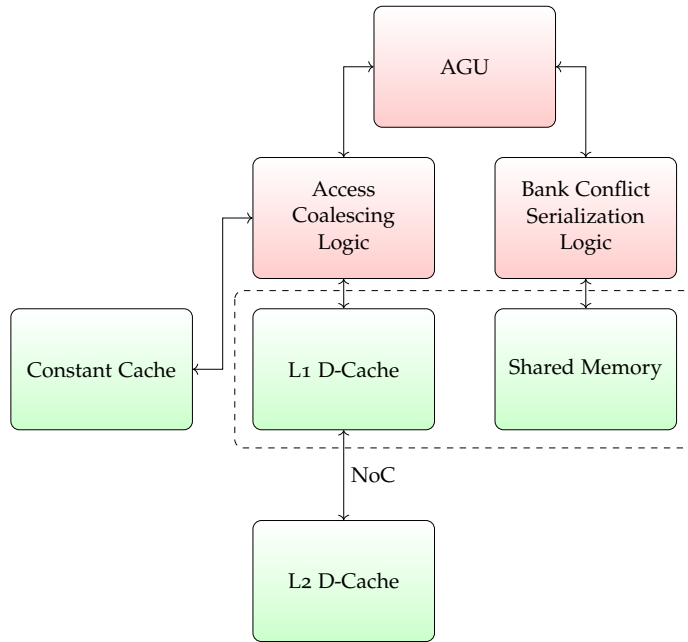 AGU
Access
Coalescing
Logic
Bank Conflict
Serialization
Logic
Constant Cache
L1 D-Cache
Shared Memory
NoC
L2 D-Cache